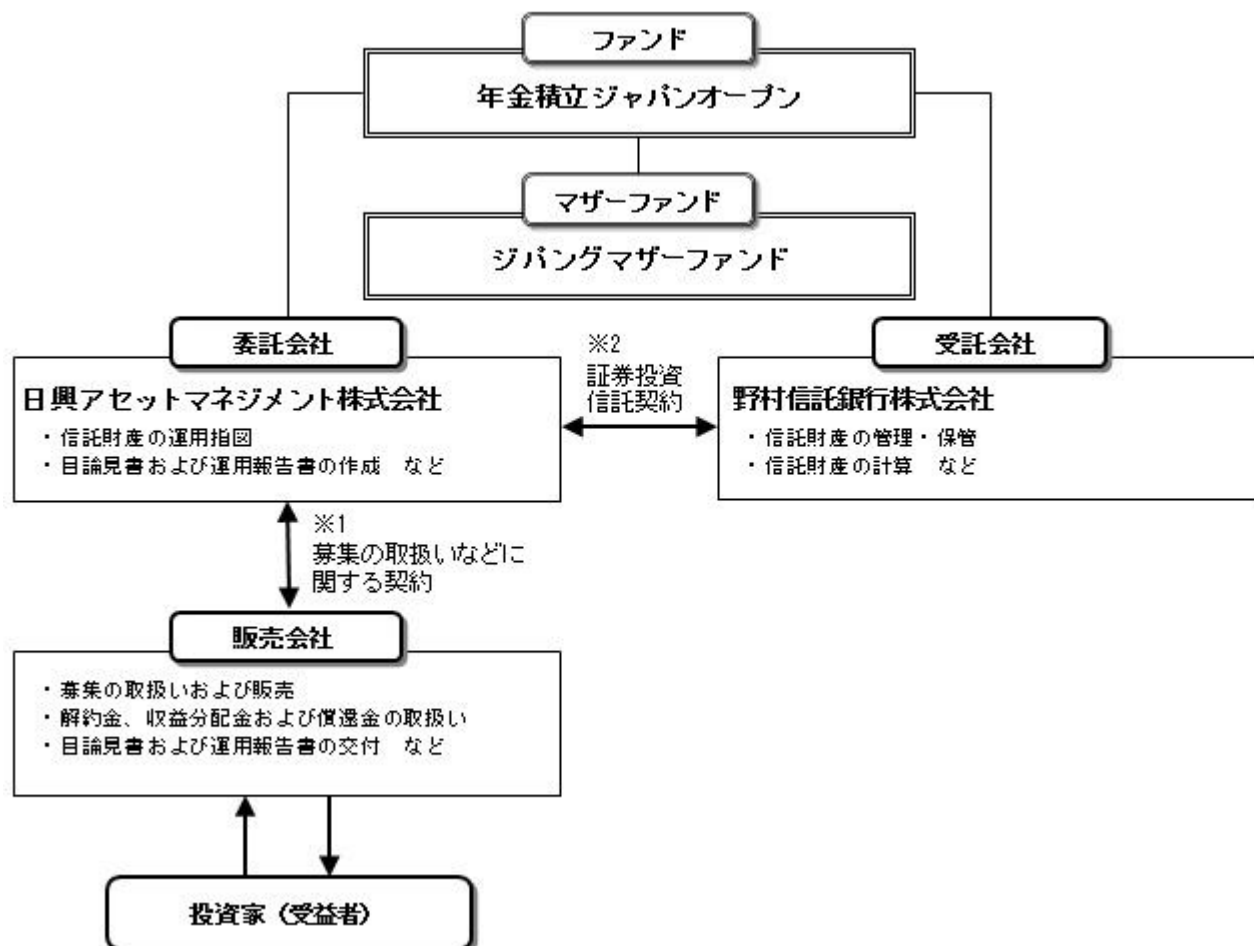 ファンド
年金積立ジャパンオープン
マザーファンド
ジパングマザーファンド
委託会社
日興アセットマネジメント株式会社
・信託財産の運用指図
・目論見書および運用報告書の作成 など
※2
証券投資
信託契約
受託会社
野村信託銀行株式会社
・信託財産の管理・保管
・信託財産の計算 など
※1
募集の取扱いなどに
関する契約
販売会社
・募集の取扱いおよび販売
・解約金、収益分配金および償還金の取扱い
・目論見書および運用報告書の交付 など
投資家（受益者）